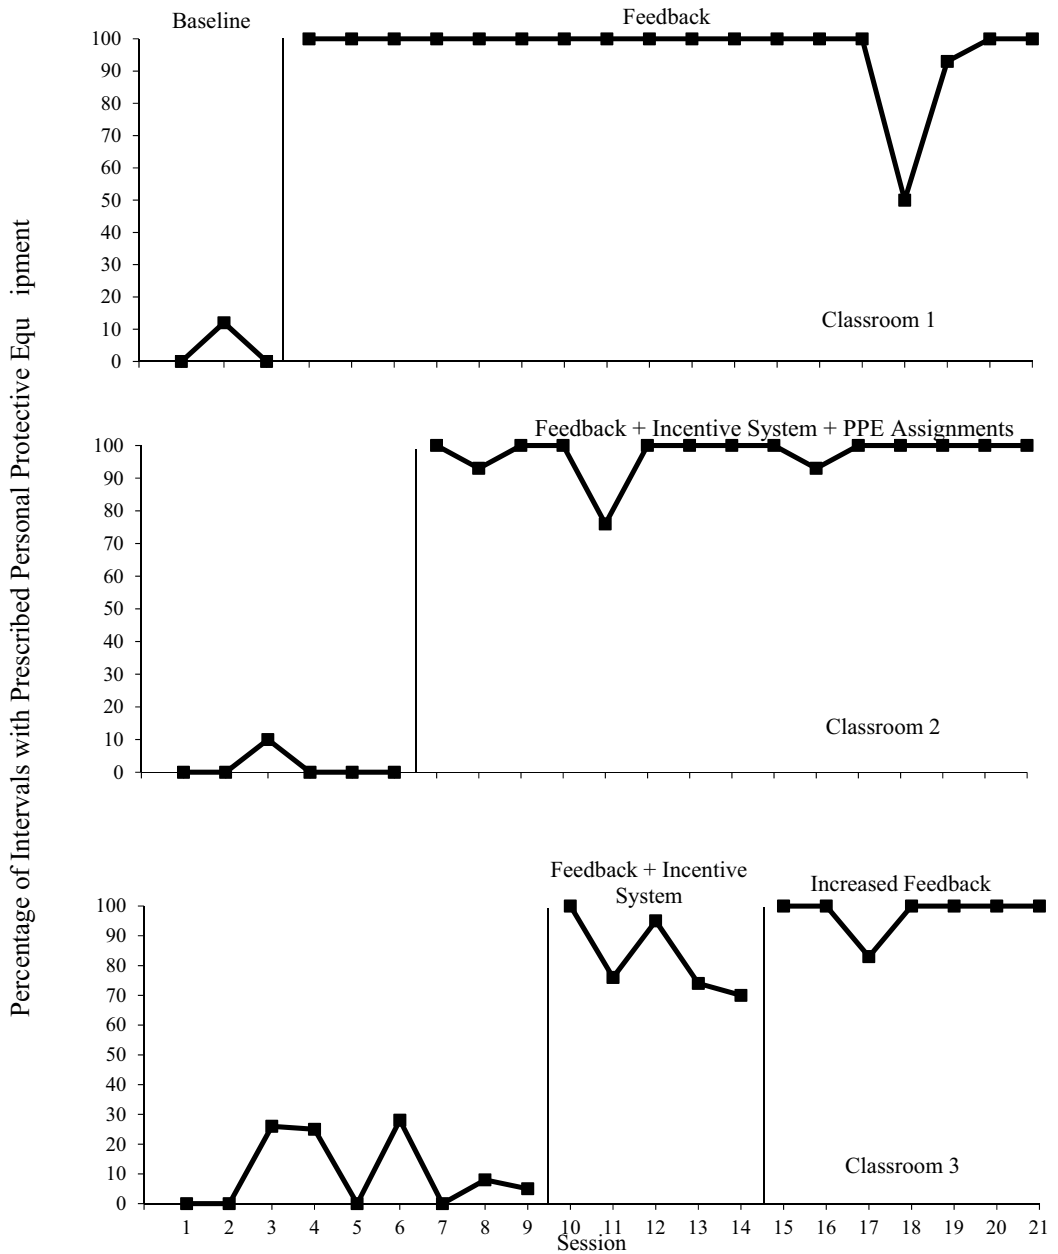 Baseline
Feedback
100
90
80
70
60
50
40
30
20
10
0
Classroom 1
Percentage of Intervals with Prescribed Personal Protective Equ ipment
Feedback + Incentive System + PPE Assignments
100
90
80
70
60
50
40
30
20
10
0
Classroom 2
Feedback + Incentive
System
Increased Feedback
100
90
80
70
60
50
40
30
20
10
0
Classroom 3
1 2 3 4 5 6 7 8 9 10 11 12 13 14 15 16 17 18 19 20 21
Session